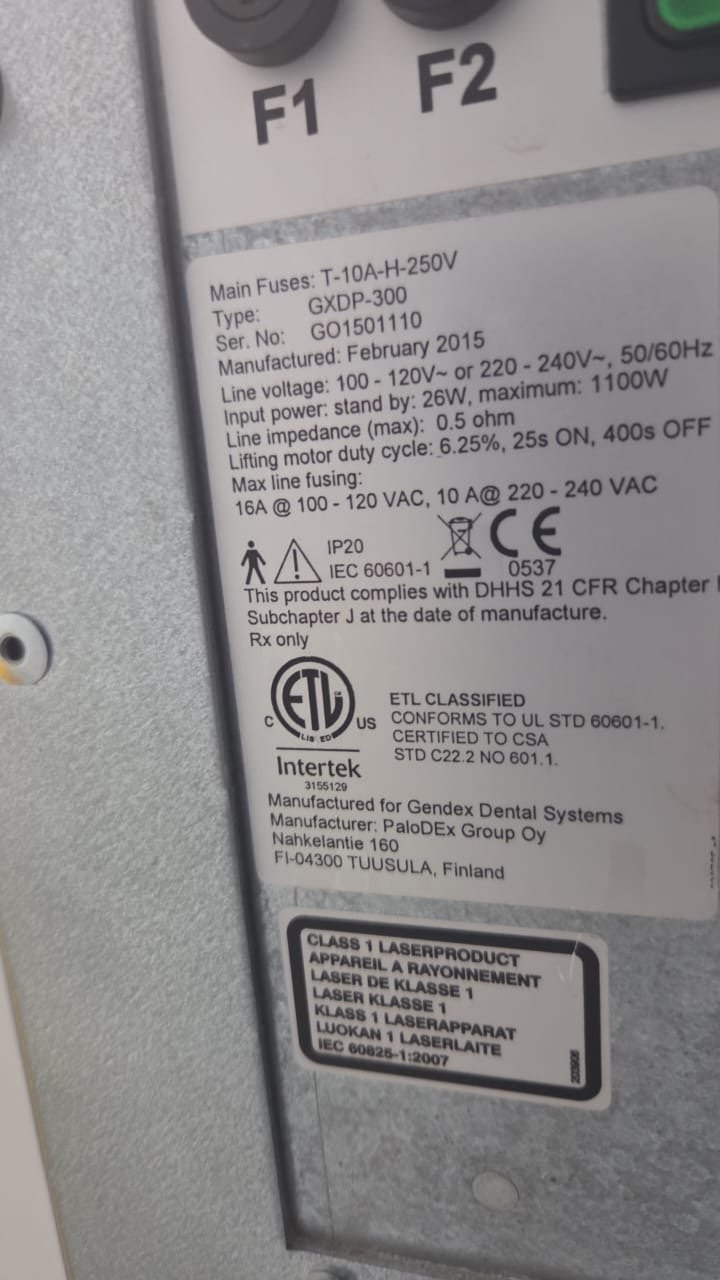 F1 F2
Main Fuses: T-10A-H-250V
Type: GXDP-300
Ser. No: GO1501110
Manufactured: February 2015
Line voltage: 100 - 120V~ or 220 - 240V~, 50/60Hz
Input power: stand by: 26W, maximum: 1100W
Line impedance (max): 0.5 ohm
Lifting motor duty cycle: 6.25%, 25s ON, 400s OFF
Max line fusing:
16A @ 100 - 120 VAC, 10 A@ 220 - 240 VAC
IP20
IEC 60601-1
CE
0537
This product complies with DHHS 21 CFR Chapter
Subchapter J at the date of manufacture.
Rx only
C ETL US
LISTED
Intertek
3155129
ETL CLASSIFIED
CONFORMS TO UL STD 60601-1.
CERTIFIED TO CSA
STD C22.2 NO 601.1.
Manufactured for Gendex Dental Systems
Manufacturer: PaloDEx Group Oy
Nahkelantie 160
FI-04300 TUUSULA, Finland
CLASS 1 LASERPRODUCT
APPAREIL A RAYONNEMENT
LASER DE KLASSE 1
LASER KLASSE 1
KLASS 1 LASERAPPARAT
LUOKAN 1 LASERLAITE
IEC 60825-1:2007